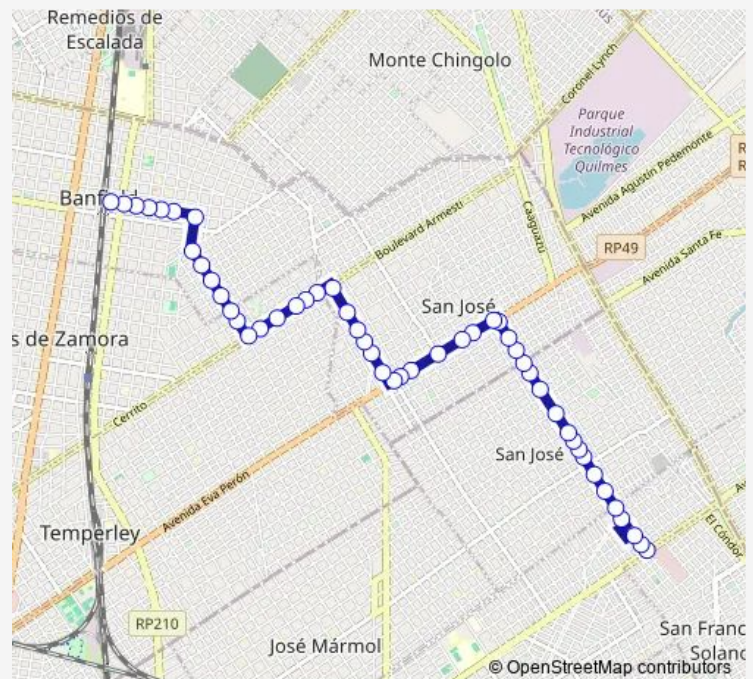 Remedios de
Escalada
Monte Chingolo
Coronel Lynch
Parque
Industrial
Tecnológico
Quilmes
Avenida Agustín Pedemonte
Banfield
Boulevard Armesti
Caaguazú
RP49
Avenida Santa Fe
San José
s de Zamora
Cerrito
San José
Avenida Eva Perón
Temperley
El Cóndor
RP210
José Mármol
San Franc
Solano
© OpenStreetMap contributors